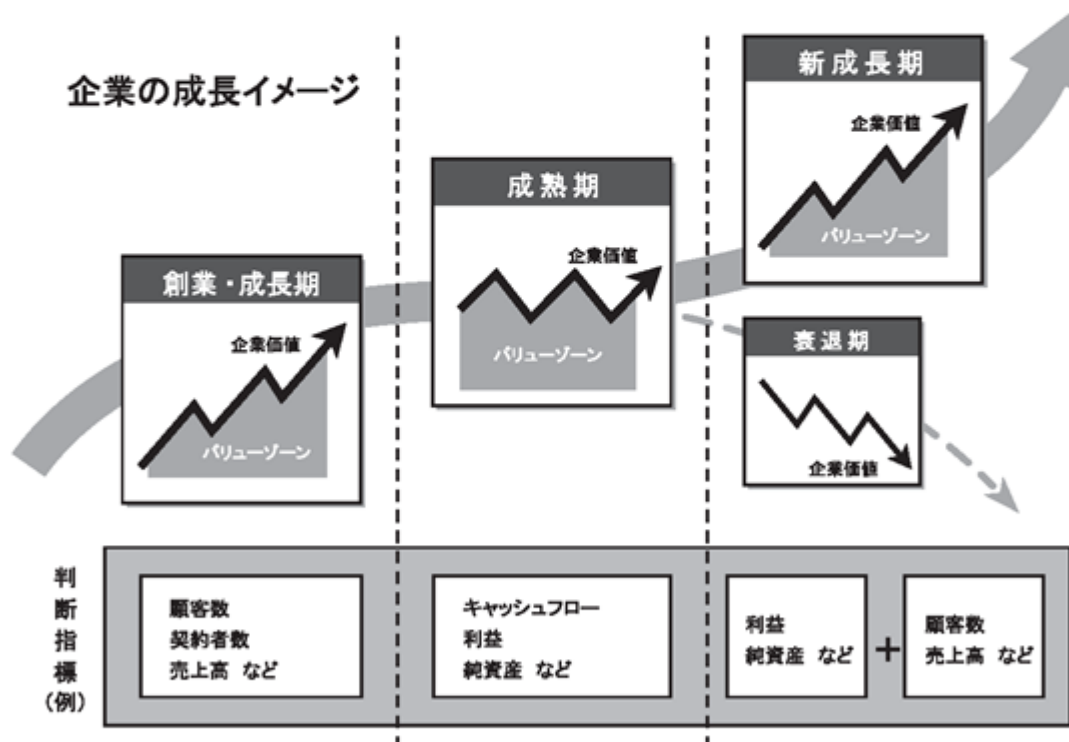 企業の成長イメージ
創業・成長期
企業価値
バリューゾーン
成熟期
企業価値
バリューゾーン
新成長期
企業価値
バリューゾーン
衰退期
企業価値
判断指標(例)
顧客数
契約者数
売上高 など
キャッシュフロー
利益
純資産 など
利益
純資産 など
+
顧客数
売上高 など